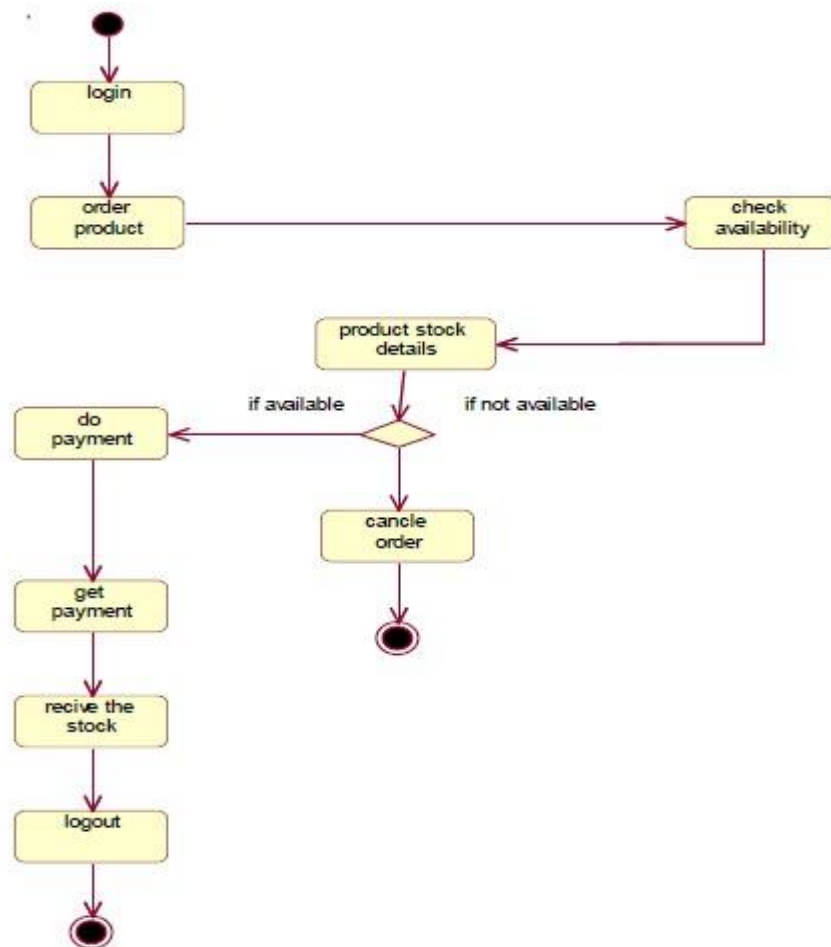 login
order
product
check
availability
product stock
details
if available
if not available
do
payment
cancle
order
get
payment
recive the
stock
logout